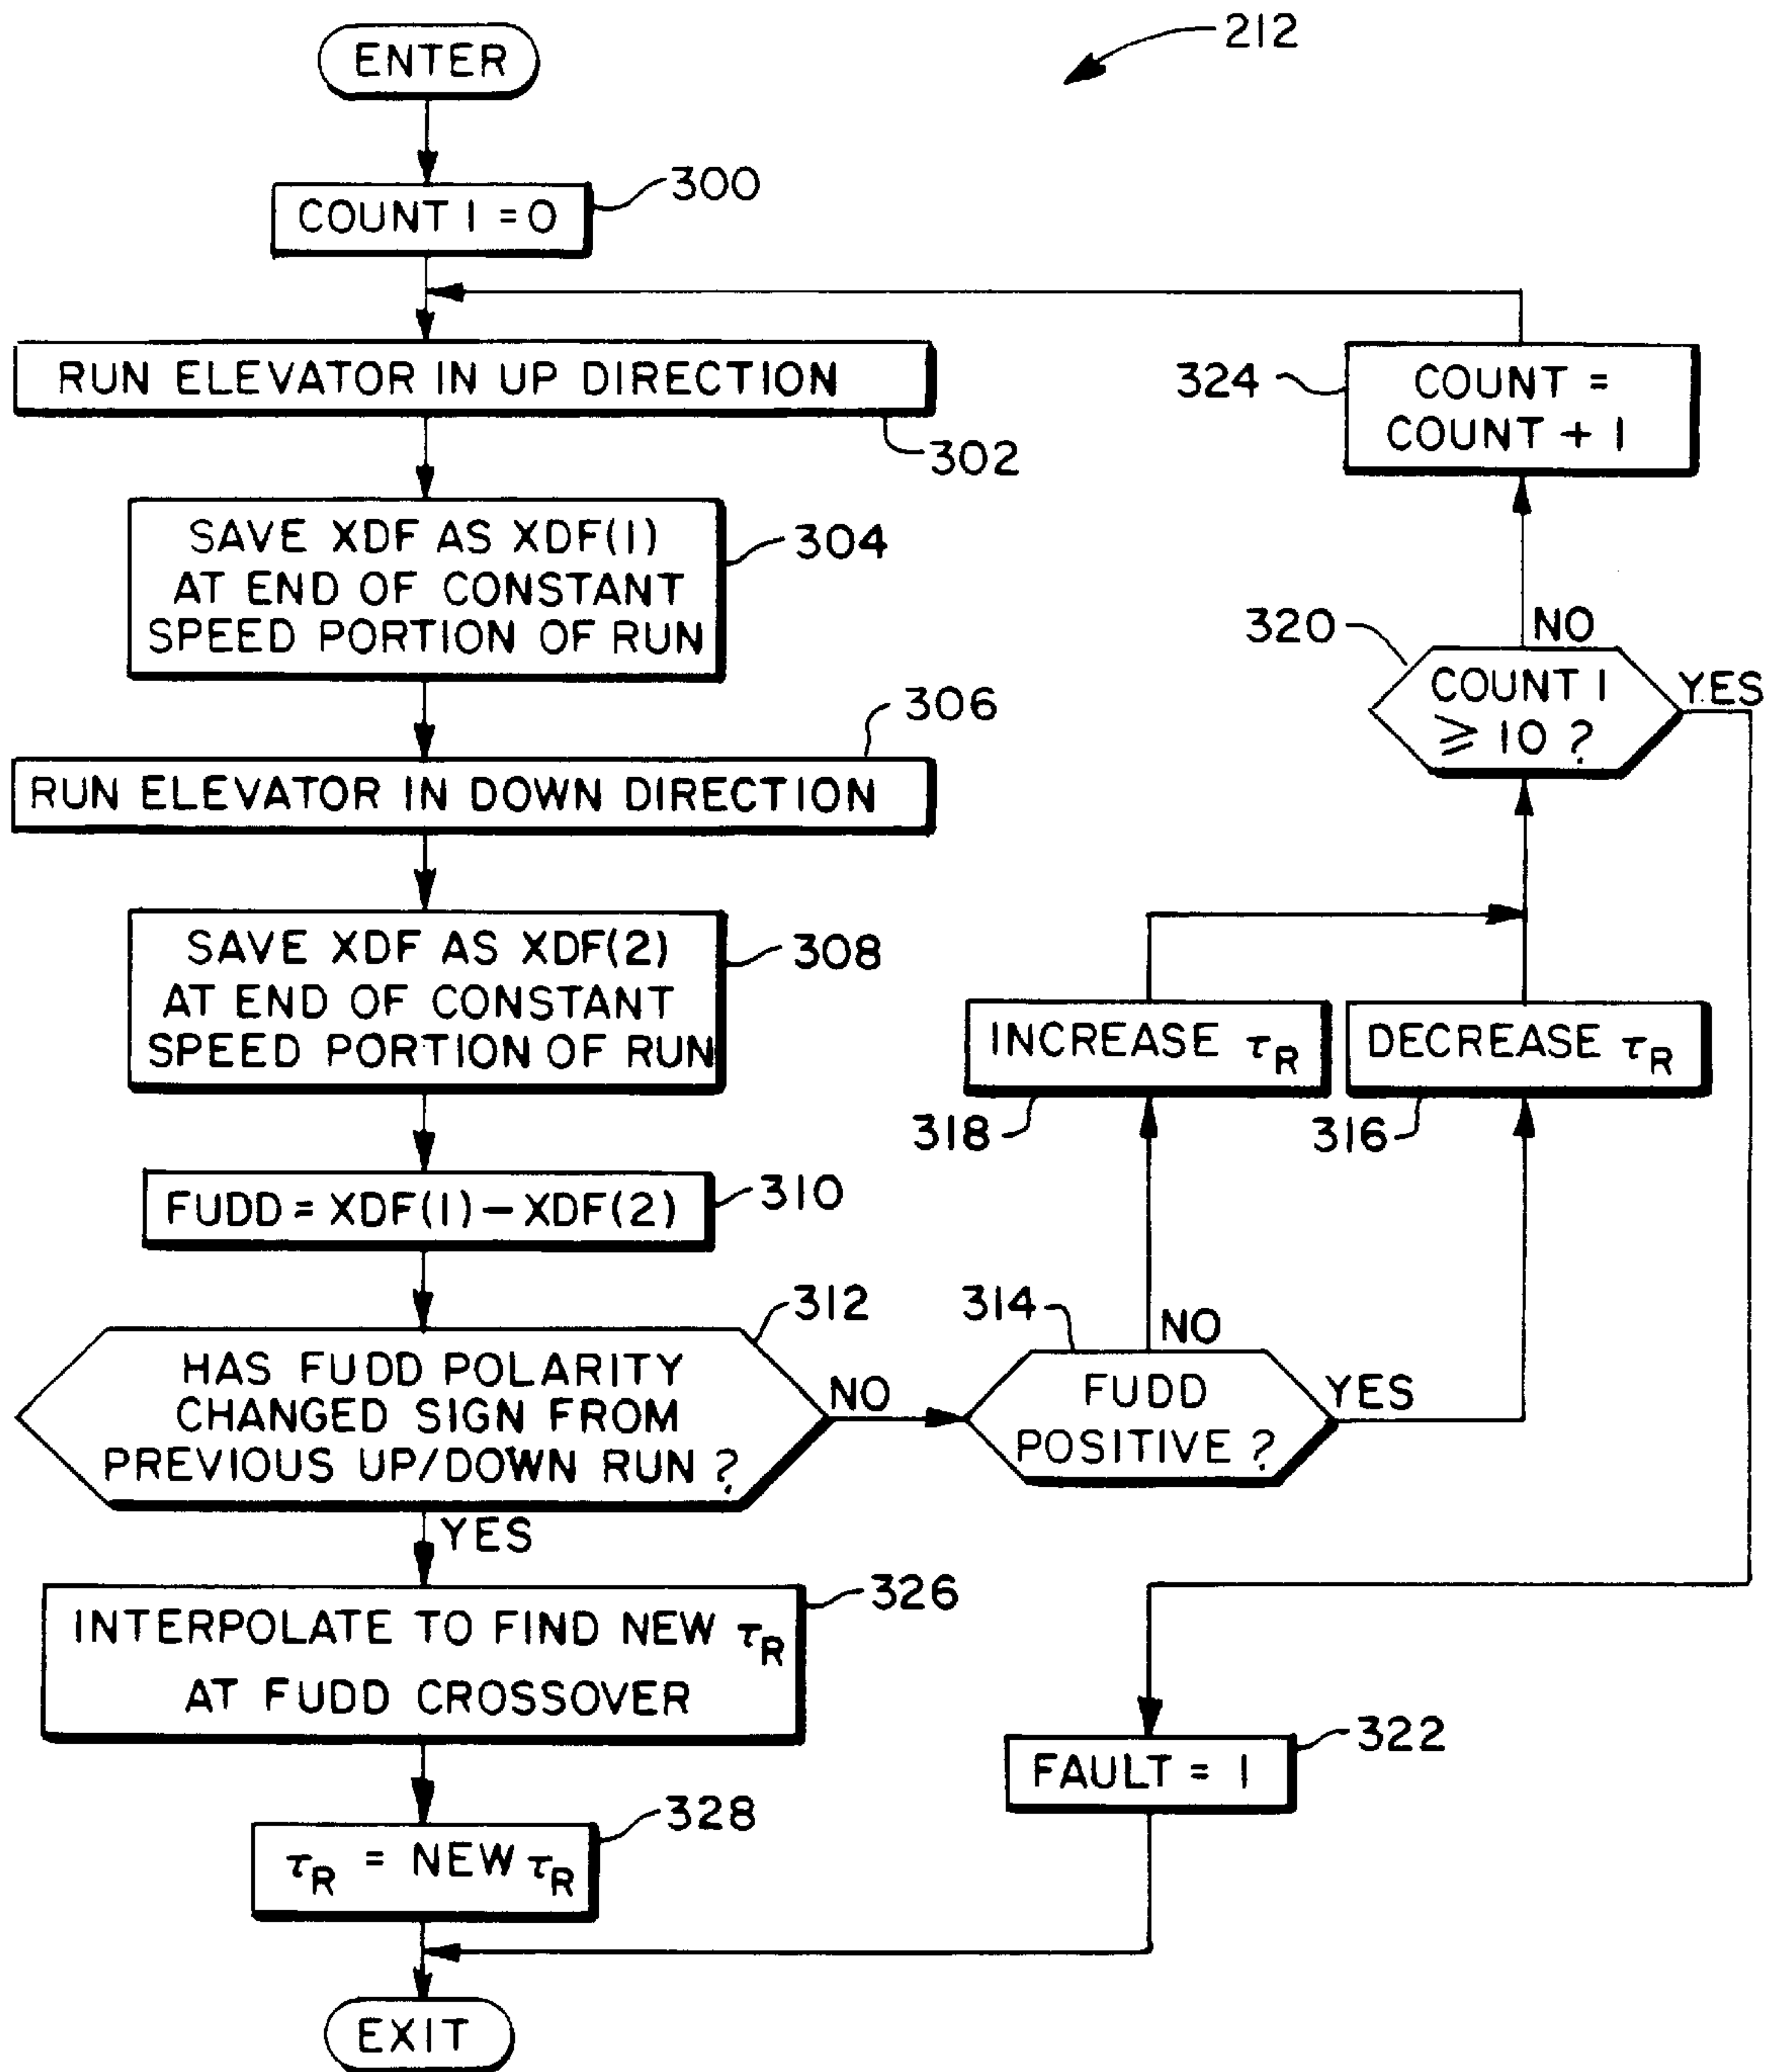 212
ENTER
300
COUNT 1 = 0
RUN ELEVATOR IN UP DIRECTION
302
SAVE XDF AS XDF(1)
AT END OF CONSTANT
SPEED PORTION OF RUN
304
306
RUN ELEVATOR IN DOWN DIRECTION
SAVE XDF AS XDF(2)
AT END OF CONSTANT
SPEED PORTION OF RUN
308
FUDD = XDF(1) – XDF(2)
310
312
HAS FUDD POLARITY
CHANGED SIGN FROM
PREVIOUS UP/DOWN RUN ?
NO
YES
314
FUDD
POSITIVE ?
NO
YES
INCREASE τR
318
DECREASE τR
316
320
COUNT 1
≥ 10 ?
NO
YES
324
COUNT =
COUNT + 1
326
INTERPOLATE TO FIND NEW τR
AT FUDD CROSSOVER
328
τR = NEW τR
322
FAULT = 1
EXIT